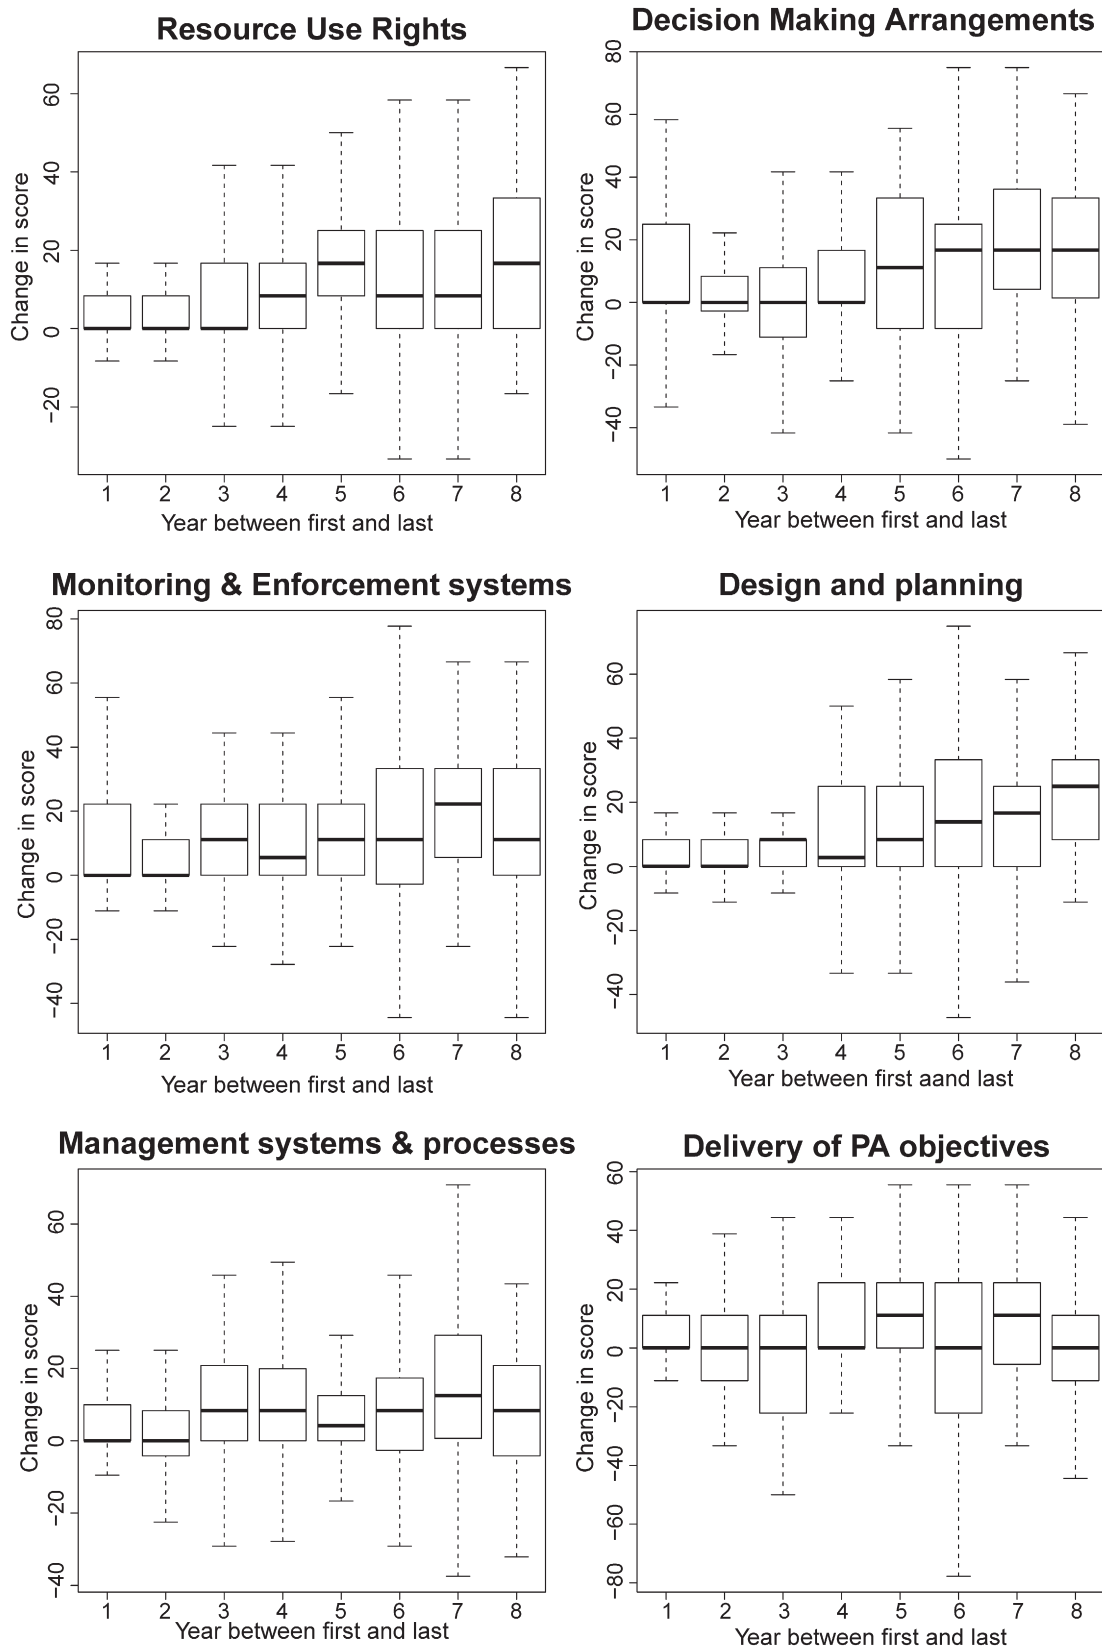 Resource Use Rights
Change in score
60
40
20
0
−20
1 2 3 4 5 6 7 8
Year between first and last
Decision Making Arrangements
Change in score
80
60
40
20
0
−20
−40
1 2 3 4 5 6 7 8
Year between first and last
Monitoring & Enforcement systems
Change in score
80
60
40
20
0
−20
−40
1 2 3 4 5 6 7 8
Year between first and last
Design and planning
Change in score
60
40
20
0
−20
−40
1 2 3 4 5 6 7 8
Year between first aand last
Management systems & processes
Change in score
60
40
20
0
−20
−40
1 2 3 4 5 6 7 8
Year between first and last
Delivery of PA objectives
Change in score
60
40
20
0
−20
−40
−60
−80
1 2 3 4 5 6 7 8
Year between first and last